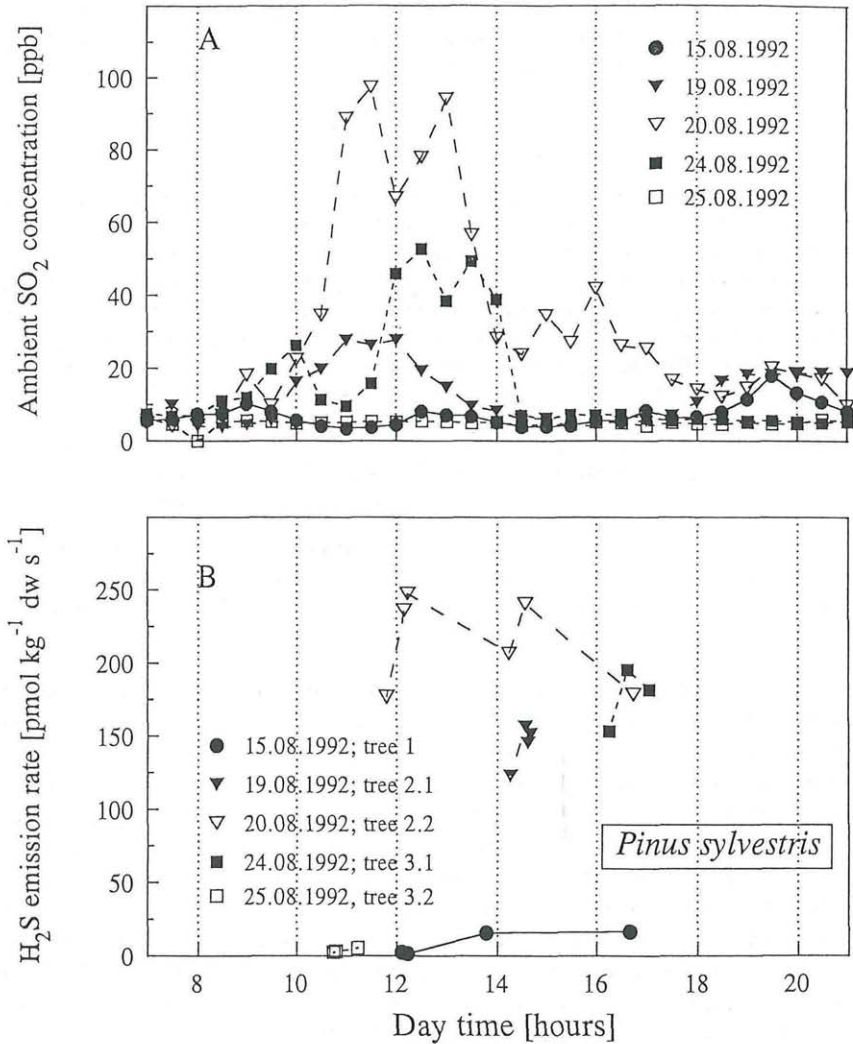 A
Ambient SO2 concentration [ppb]
100
80
60
40
20
0
15.08.1992
19.08.1992
20.08.1992
24.08.1992
25.08.1992
B
H2S emission rate [pmol kg-1 dw s-1]
250
200
150
100
50
0
15.08.1992; tree 1
19.08.1992; tree 2.1
20.08.1992; tree 2.2
24.08.1992; tree 3.1
25.08.1992, tree 3.2
Pinus sylvestris
8 10 12 14 16 18 20
Day time [hours]